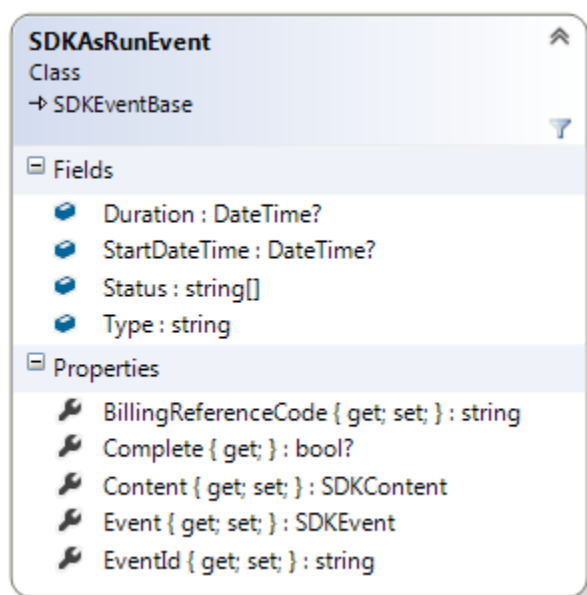 SDKAsRunEvent
Class
SDKEventBase
Fields
Duration : DateTime?
StartDateTime : DateTime?
Status : string[]
Type : string
Properties
BillingReferenceCode { get; set; } : string
Complete { get; } : bool?
Content { get; set; } : SDKContent
Event { get; set; } : SDKEvent
EventId { get; set; } : string